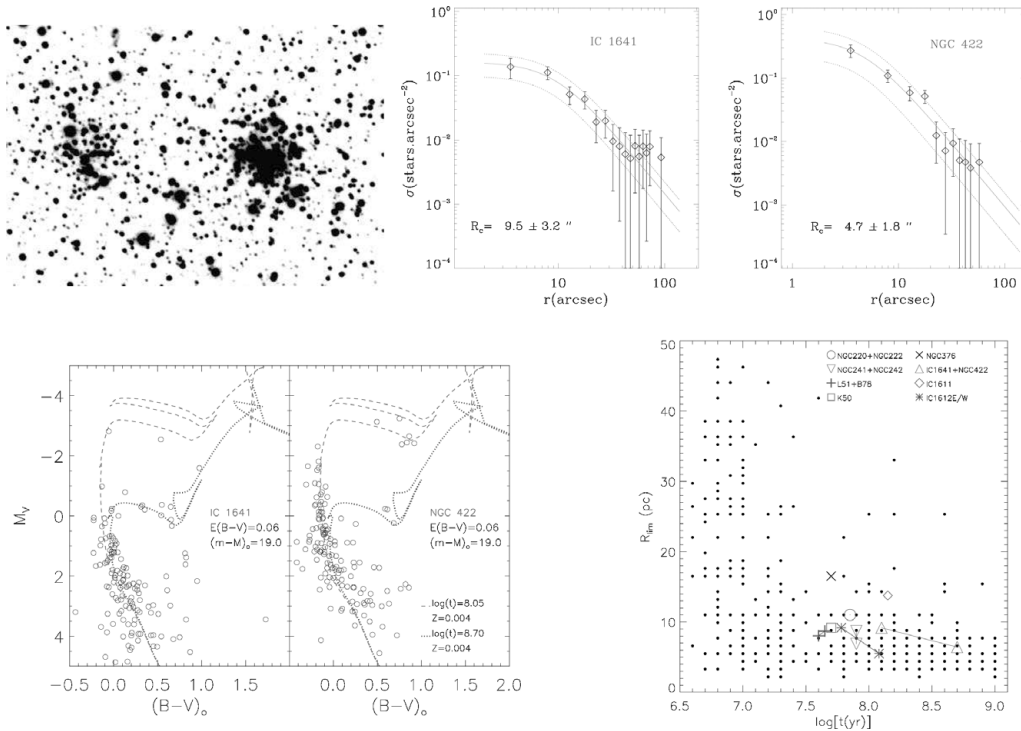 IC 1641
σ(stars.arcsec⁻²)
10⁰
10⁻¹
10⁻²
10⁻³
10⁻⁴
R_c= 9.5 ± 3.2 "
10 100
r(arcsec)
NGC 422
σ(stars.arcsec⁻²)
10⁰
10⁻¹
10⁻²
10⁻³
10⁻⁴
R_c= 4.7 ± 1.8 "
1 10 100
r(arcsec)
M_V
−4
−2
0
2
4
IC 1641
E(B−V)=0.06
(m−M)₀=19.0
−0.5 0.0 0.5 1.0 1.5
(B−V)₀
NGC 422
E(B−V)=0.06
(m−M)₀=19.0
log(t)=8.05
Z=0.004
log(t)=8.70
Z=0.004
0.0 0.5 1.0 1.5 2.0
(B−V)₀
R_lim (pc)
50
40
30
20
10
0
NGC220+NGC222
NGC241+NGC242
L51+B78
K50
NGC376
IC1641+NGC422
IC1611
IC1612E/W
6.5 7.0 7.5 8.0 8.5 9.0
log[t(yr)]